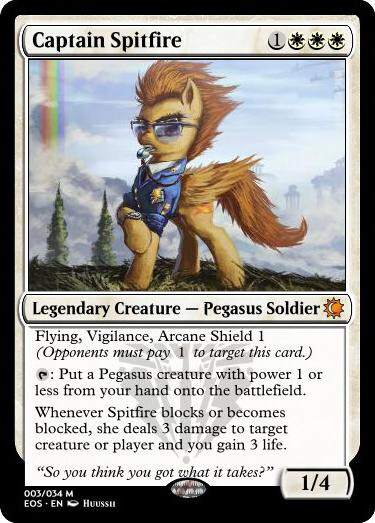 Captain Spitfire 1
Legendary Creature — Pegasus Soldier
Flying, Vigilance, Arcane Shield 1
(Opponents must pay 1 to target this card.)
: Put a Pegasus creature with power 1 or
less from your hand onto the battlefield.
Whenever Spitfire blocks or becomes
blocked, she deals 3 damage to target
creature or player and you gain 3 life.
“So you think you got what it takes?”
1/4
003/034 M
EOS • EN Huussii